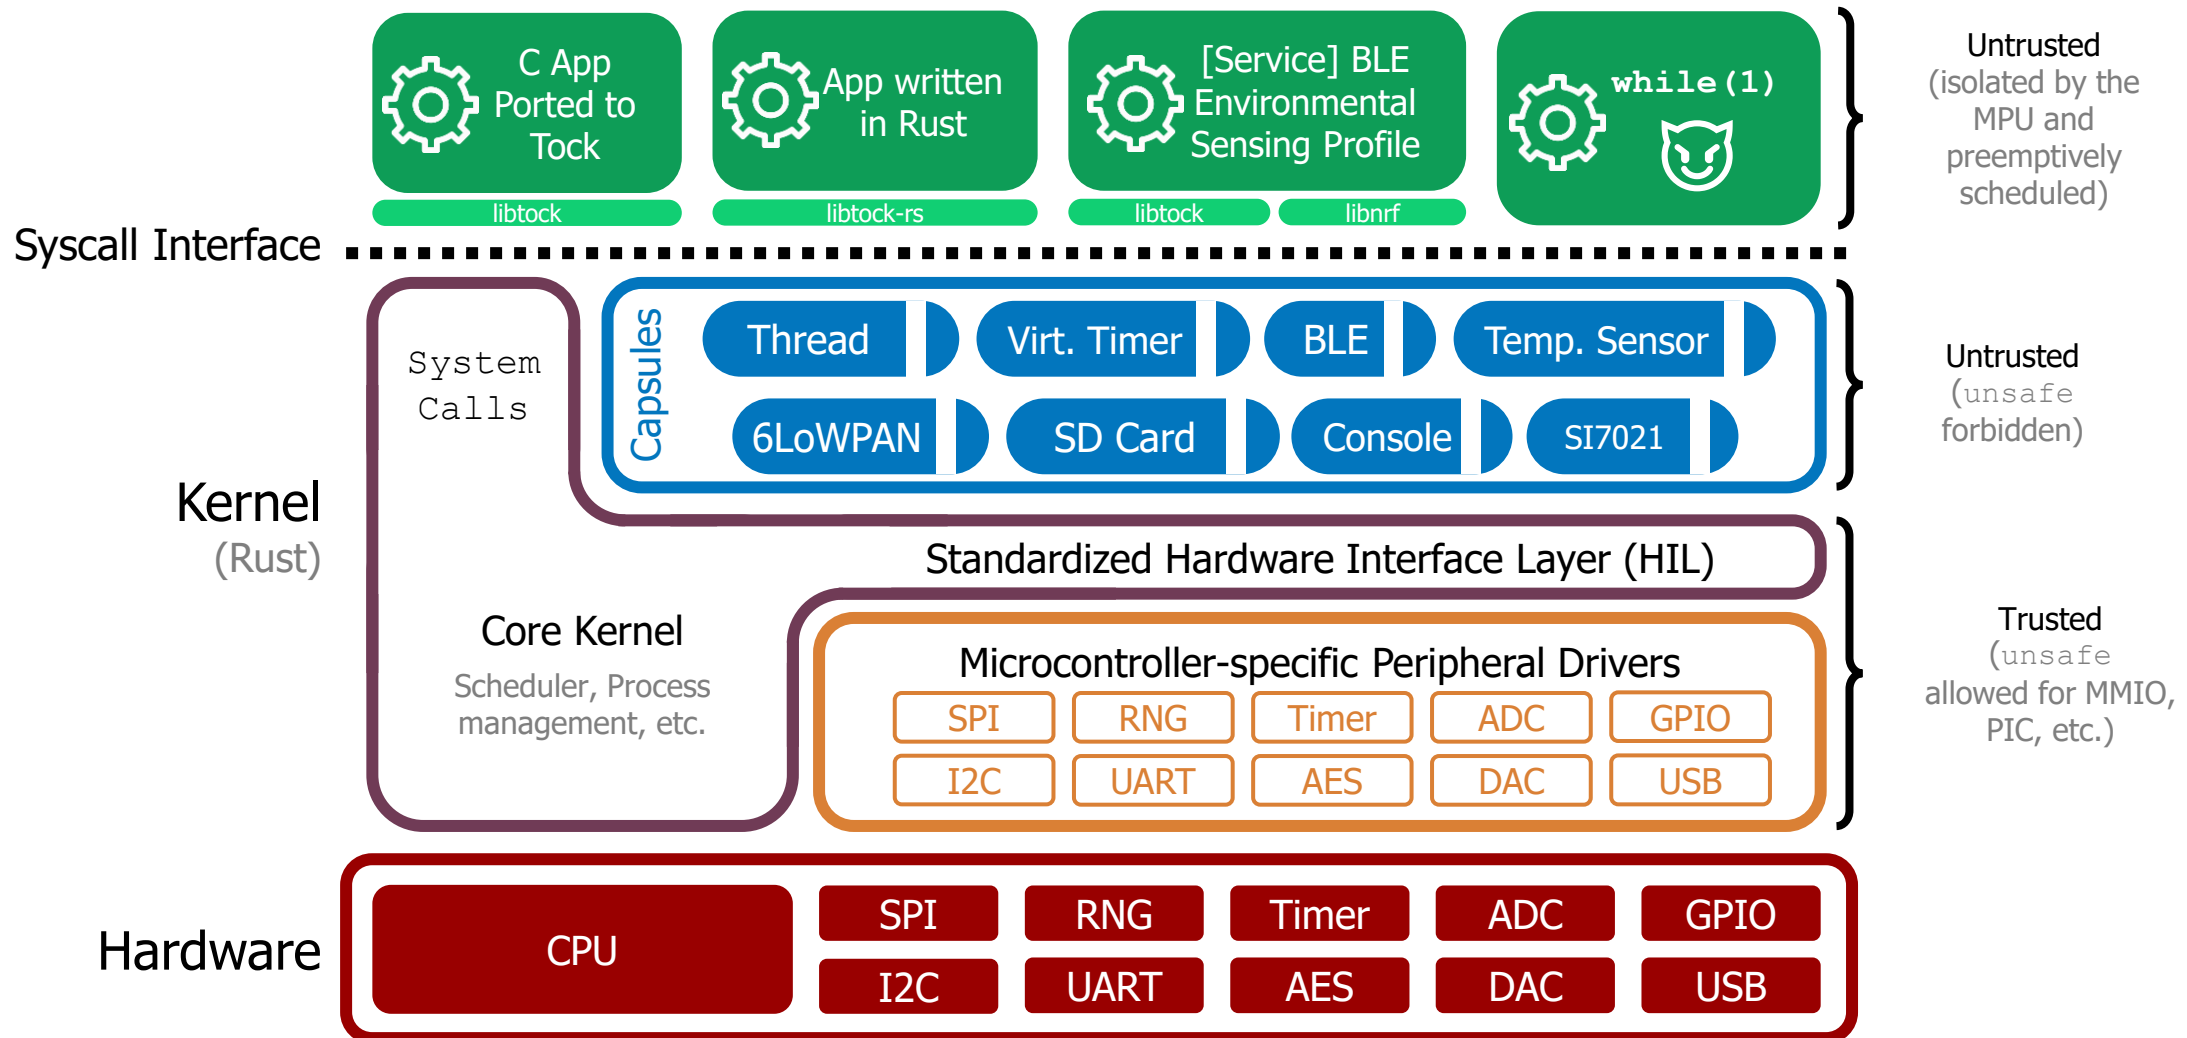 C App
Ported to
Tock
libtock
App written
in Rust
libtock-rs
[Service] BLE
Environmental
Sensing Profile
libtock
libnrf
while(1)
Untrusted
(isolated by the
MPU and
preemptively
scheduled)
Syscall Interface
System
Calls
Capsules
Thread
Virt. Timer
BLE
Temp. Sensor
6LoWPAN
SD Card
Console
SI7021
Untrusted
(unsafe
forbidden)
Kernel
(Rust)
Standardized Hardware Interface Layer (HIL)
Core Kernel
Scheduler, Process
management, etc.
Microcontroller-specific Peripheral Drivers
SPI
RNG
Timer
ADC
GPIO
I2C
UART
AES
DAC
USB
Trusted
(unsafe
allowed for MMIO,
PIC, etc.)
Hardware
CPU
SPI
RNG
Timer
ADC
GPIO
I2C
UART
AES
DAC
USB